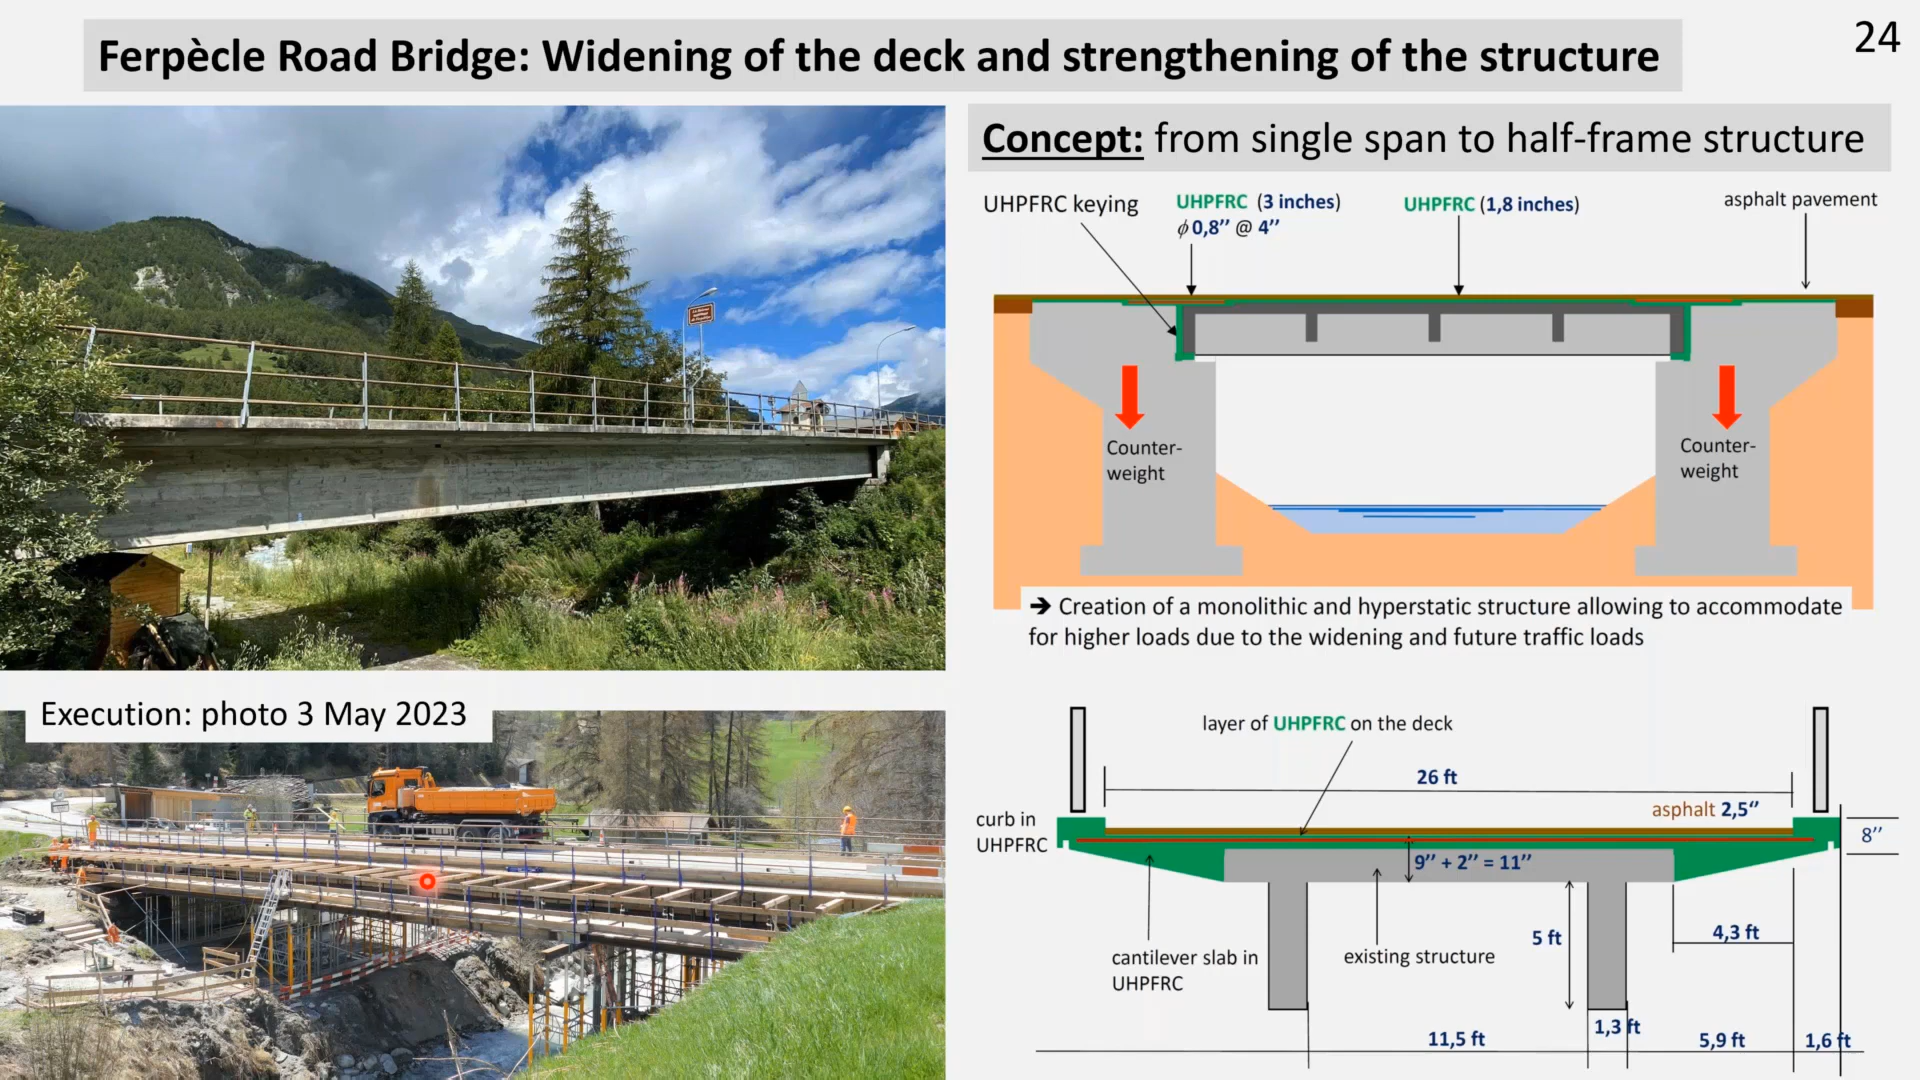 24
Ferpècle Road Bridge: Widening of the deck and strengthening of the structure
Concept: from single span to half-frame structure
UHPFRC keying
UHPFRC (3 inches)
ϕ 0,8’’ @ 4’’
UHPFRC (1,8 inches)
asphalt pavement
Counter-
weight
Counter-
weight
➔ Creation of a monolithic and hyperstatic structure allowing to accommodate
for higher loads due to the widening and future traffic loads
Execution: photo 3 May 2023
layer of UHPFRC on the deck
26 ft
asphalt 2,5’’
curb in
UHPFRC
8’’
9’’ + 2’’ = 11’’
5 ft
4,3 ft
cantilever slab in
UHPFRC
existing structure
11,5 ft
1,3 ft
5,9 ft
1,6 ft